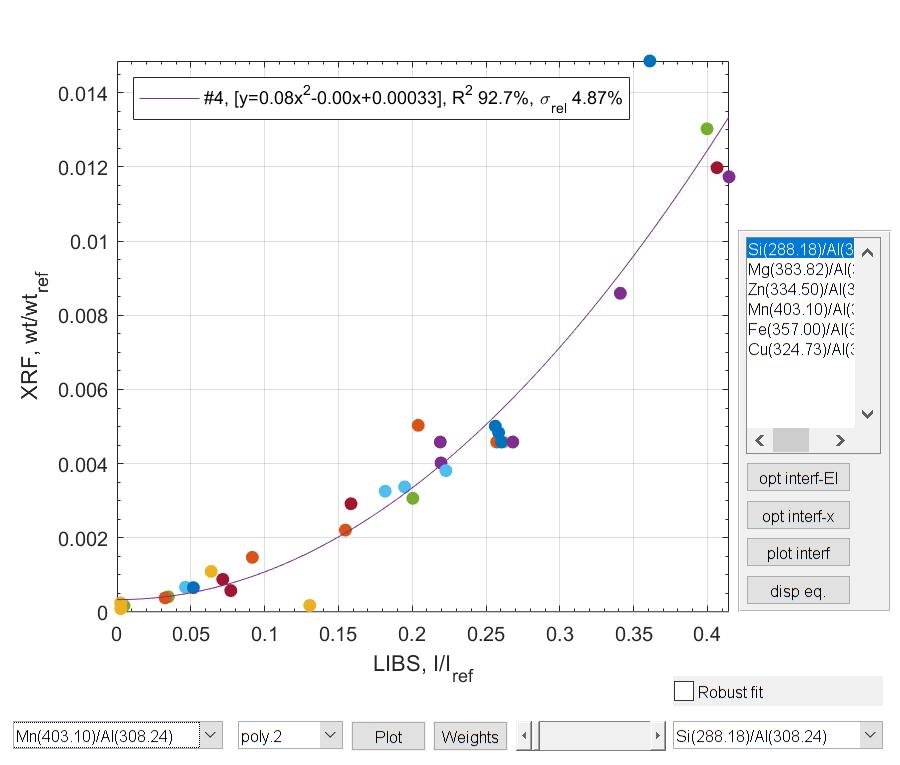 #4, [y=0.08x²-0.00x+0.00033], R² 92.7%, σrel 4.87%
0.014
0.012
0.01
0.008
0.006
0.004
0.002
0
XRF, wt/wtref
0 0.05 0.1 0.15 0.2 0.25 0.3 0.35 0.4
LIBS, I/Iref
Si(288.18)/Al(3
Mg(383.82)/Al(3
Zn(334.50)/Al(3
Mn(403.10)/Al(3
Fe(357.00)/Al(3
Cu(324.73)/Al(3
opt interf-El
opt interf-x
plot interf
disp eq.
Robust fit
Mn(403.10)/Al(308.24) poly.2 Plot Weights Si(288.18)/Al(308.24)